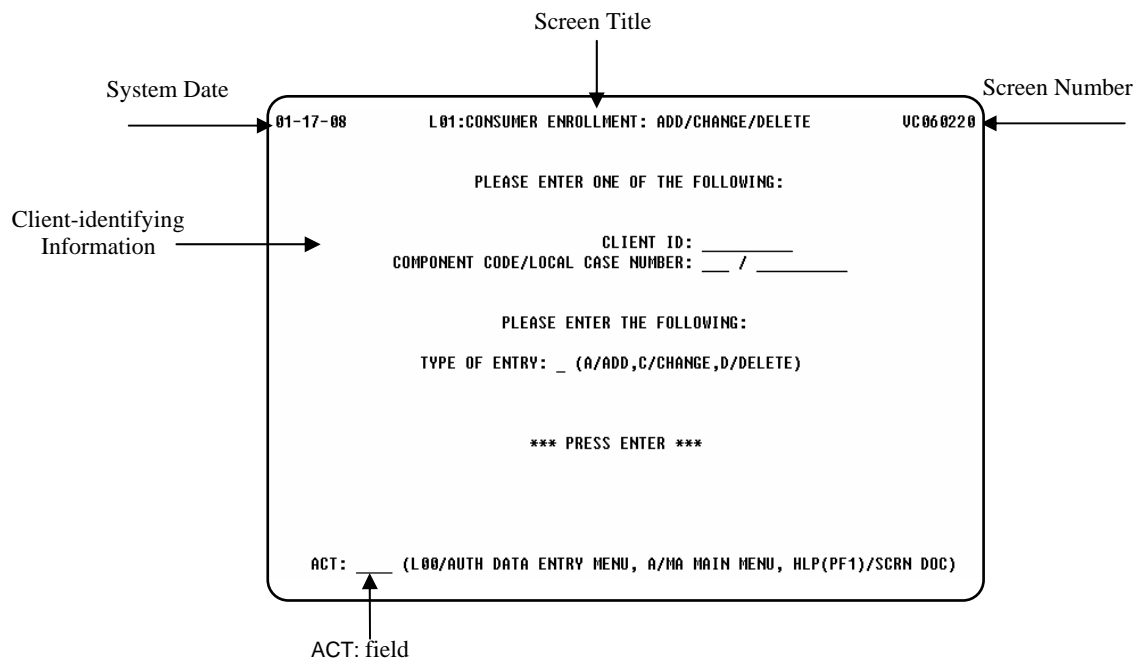 Screen Title
System Date
Screen Number
01-17-08 L01:CONSUMER ENROLLMENT: ADD/CHANGE/DELETE VC060220
PLEASE ENTER ONE OF THE FOLLOWING:
Client-identifying
Information
CLIENT ID: __________
COMPONENT CODE/LOCAL CASE NUMBER: ___ / __________
PLEASE ENTER THE FOLLOWING:
TYPE OF ENTRY: _ (A/ADD,C/CHANGE,D/DELETE)
*** PRESS ENTER ***
ACT: ____ (L00/AUTH DATA ENTRY MENU, A/MA MAIN MENU, HLP(PF1)/SCRN DOC)
ACT: field